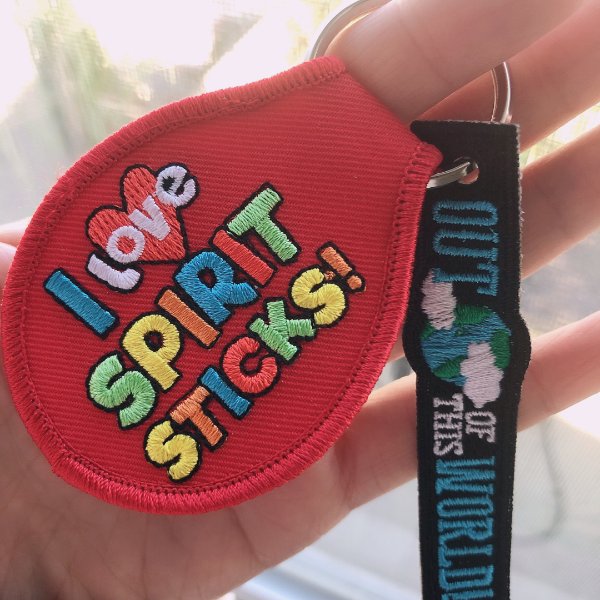 I Love
SPIRIT
STICKS!
OUT
OF
THIS
WORLD!